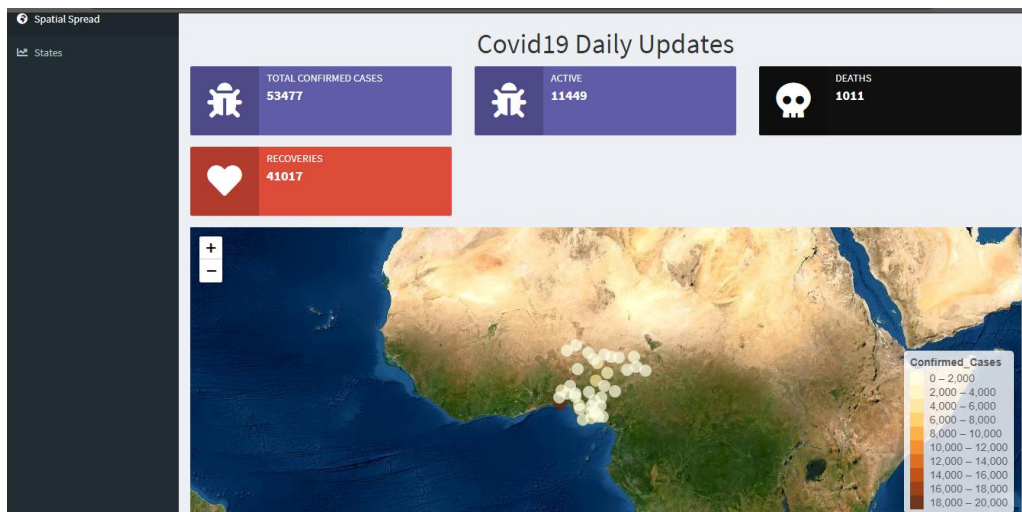 Spatial Spread
States
Covid19 Daily Updates
TOTAL CONFIRMED CASES
53477
ACTIVE
11449
DEATHS
1011
RECOVERIES
41017
+
−
Confirmed_Cases
0 – 2,000
2,000 – 4,000
4,000 – 6,000
6,000 – 8,000
8,000 – 10,000
10,000 – 12,000
12,000 – 14,000
14,000 – 16,000
16,000 – 18,000
18,000 – 20,000